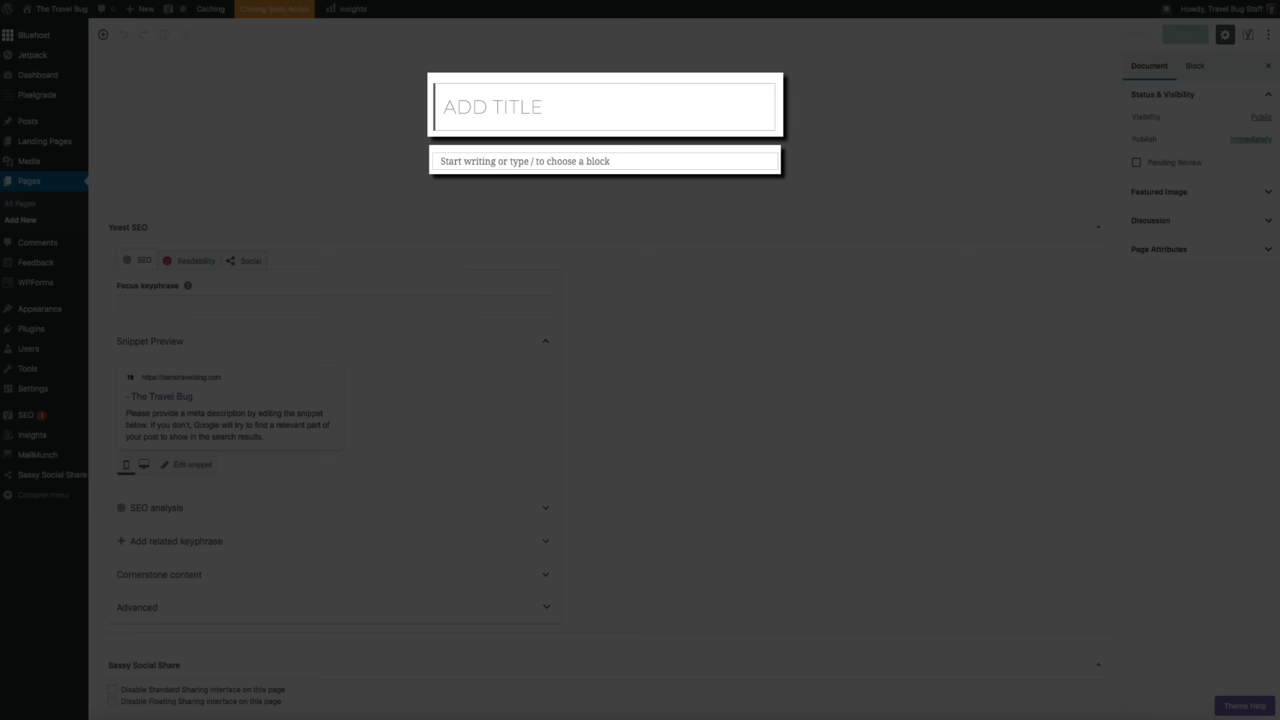 The Travel Bug 0 + New Caching Coming Soon Active Insights Howdy, Travel Bug Staff
Bluehost
Jetpack
Dashboard
Pixelgrade
Posts
Landing Pages
Media
Pages
All Pages
Add New
Comments
Feedback
WPForms
Appearance
Plugins
Users
Tools
Settings
SEO 1
Insights
MailMunch
Sassy Social Share
Collapse menu
ADD TITLE
Start writing or type / to choose a block
Yoast SEO
SEO Readability Social
Focus keyphrase
Snippet Preview
https://benstravelblog.com
- The Travel Bug
Please provide a meta description by editing the snippet
below. If you don't, Google will try to find a relevant part of
your post to show in the search results.
Edit snippet
SEO analysis
+ Add related keyphrase
Cornerstone content
Advanced
Sassy Social Share
Disable Standard Sharing interface on this page
Disable Floating Sharing interface on this page
Document Block
Status & Visibility
Visibility Public
Publish Immediately
Pending Review
Featured Image
Discussion
Page Attributes
Theme Help